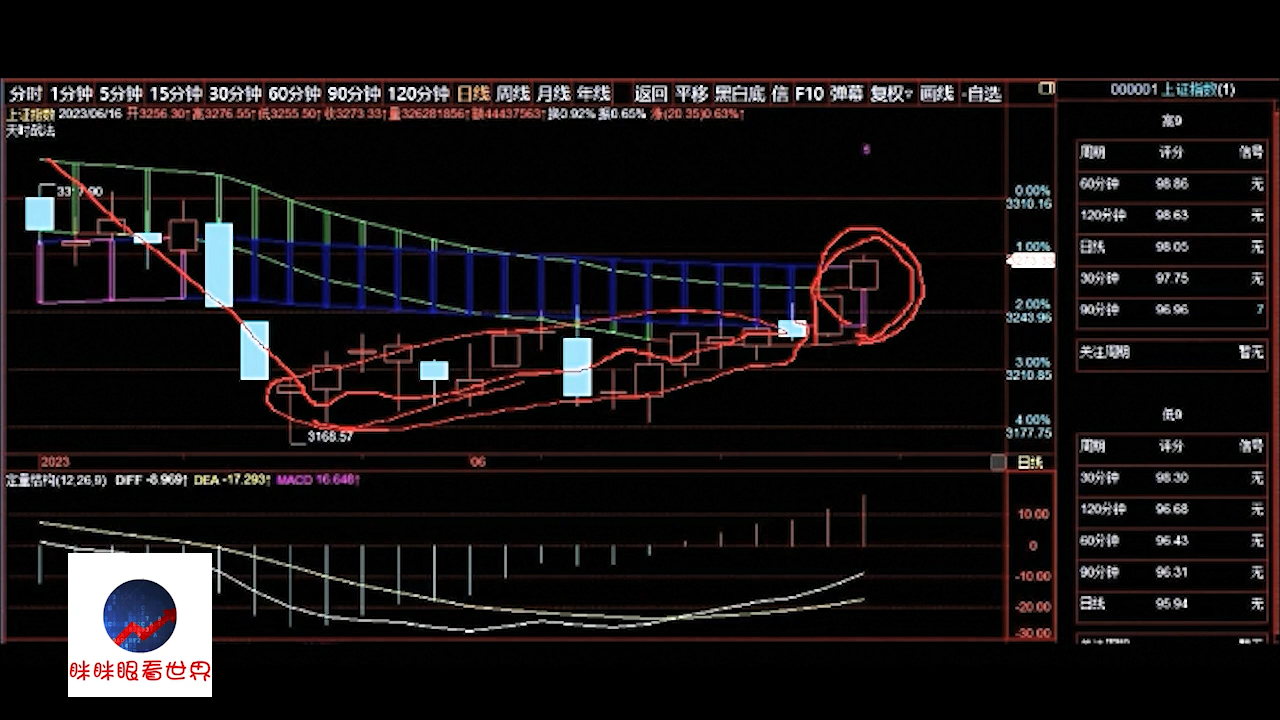 分时 1分钟 5分钟 15分钟 30分钟 60分钟 90分钟 120分钟 日线 周线 月线 年线 返回 平移 黑白底 信 F10 弹幕 复权 画线 -自选
000001 上证指数(1)
上证指数 2023/06/16 开3256.30↑高3276.55↑低3255.50↑收3273.33↑量326281856↑额44437563↑换0.92% 振0.65% 涨(20.35)0.63%↑
天时战法
高9
周期 评分 信号
60分钟 98.86 无
120分钟 98.63 无
日线 98.05 无
30分钟 97.75 无
90分钟 96.96 7
关注周期 暂无
低9
周期 评分 信号
30分钟 98.30 无
120分钟 96.68 无
60分钟 96.43 无
90分钟 96.31 无
日线 95.94 无
0.00%
3310.16
1.00%
2.00%
3243.96
3.00%
3210.85
4.00%
3177.75
3168.57
2023 06 日线
定量结构(12,26,9) DIFF -8.969↑ DEA -17.293↑ MACD 16.648↑
10.00
0
-10.00
-20.00
-30.00
眯眯眼看世界